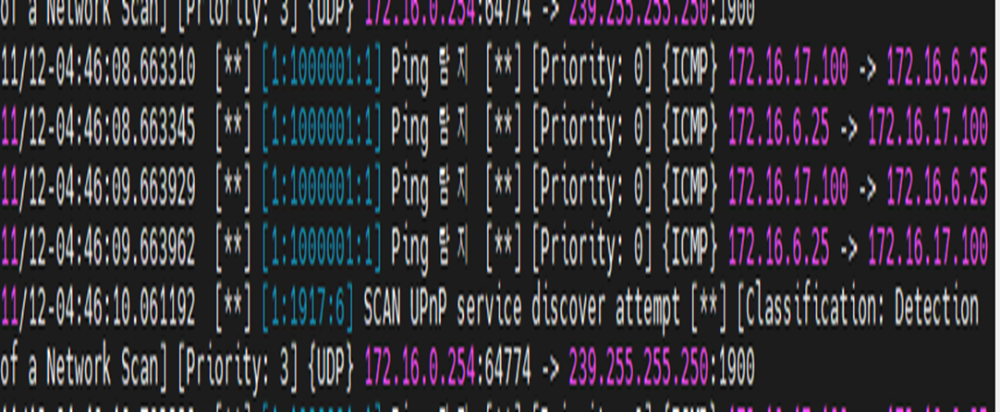 of a Network Scan] [Priority: 3] {UDP} 172.16.0.254:64774 -> 239.255.255.250:1900
11/12-04:46:08.663310  [**] [1:1000001:1] Ping 탐지 [**] [Priority: 0] {ICMP} 172.16.17.100 -> 172.16.6.25
11/12-04:46:08.663345  [**] [1:1000001:1] Ping 탐지 [**] [Priority: 0] {ICMP} 172.16.6.25 -> 172.16.17.100
11/12-04:46:09.663929  [**] [1:1000001:1] Ping 탐지 [**] [Priority: 0] {ICMP} 172.16.17.100 -> 172.16.6.25
11/12-04:46:09.663962  [**] [1:1000001:1] Ping 탐지 [**] [Priority: 0] {ICMP} 172.16.6.25 -> 172.16.17.100
11/12-04:46:10.061192  [**] [1:1917:6] SCAN UPnP service discover attempt [**] [Classification: Detection
of a Network Scan] [Priority: 3] {UDP} 172.16.0.254:64774 -> 239.255.255.250:1900